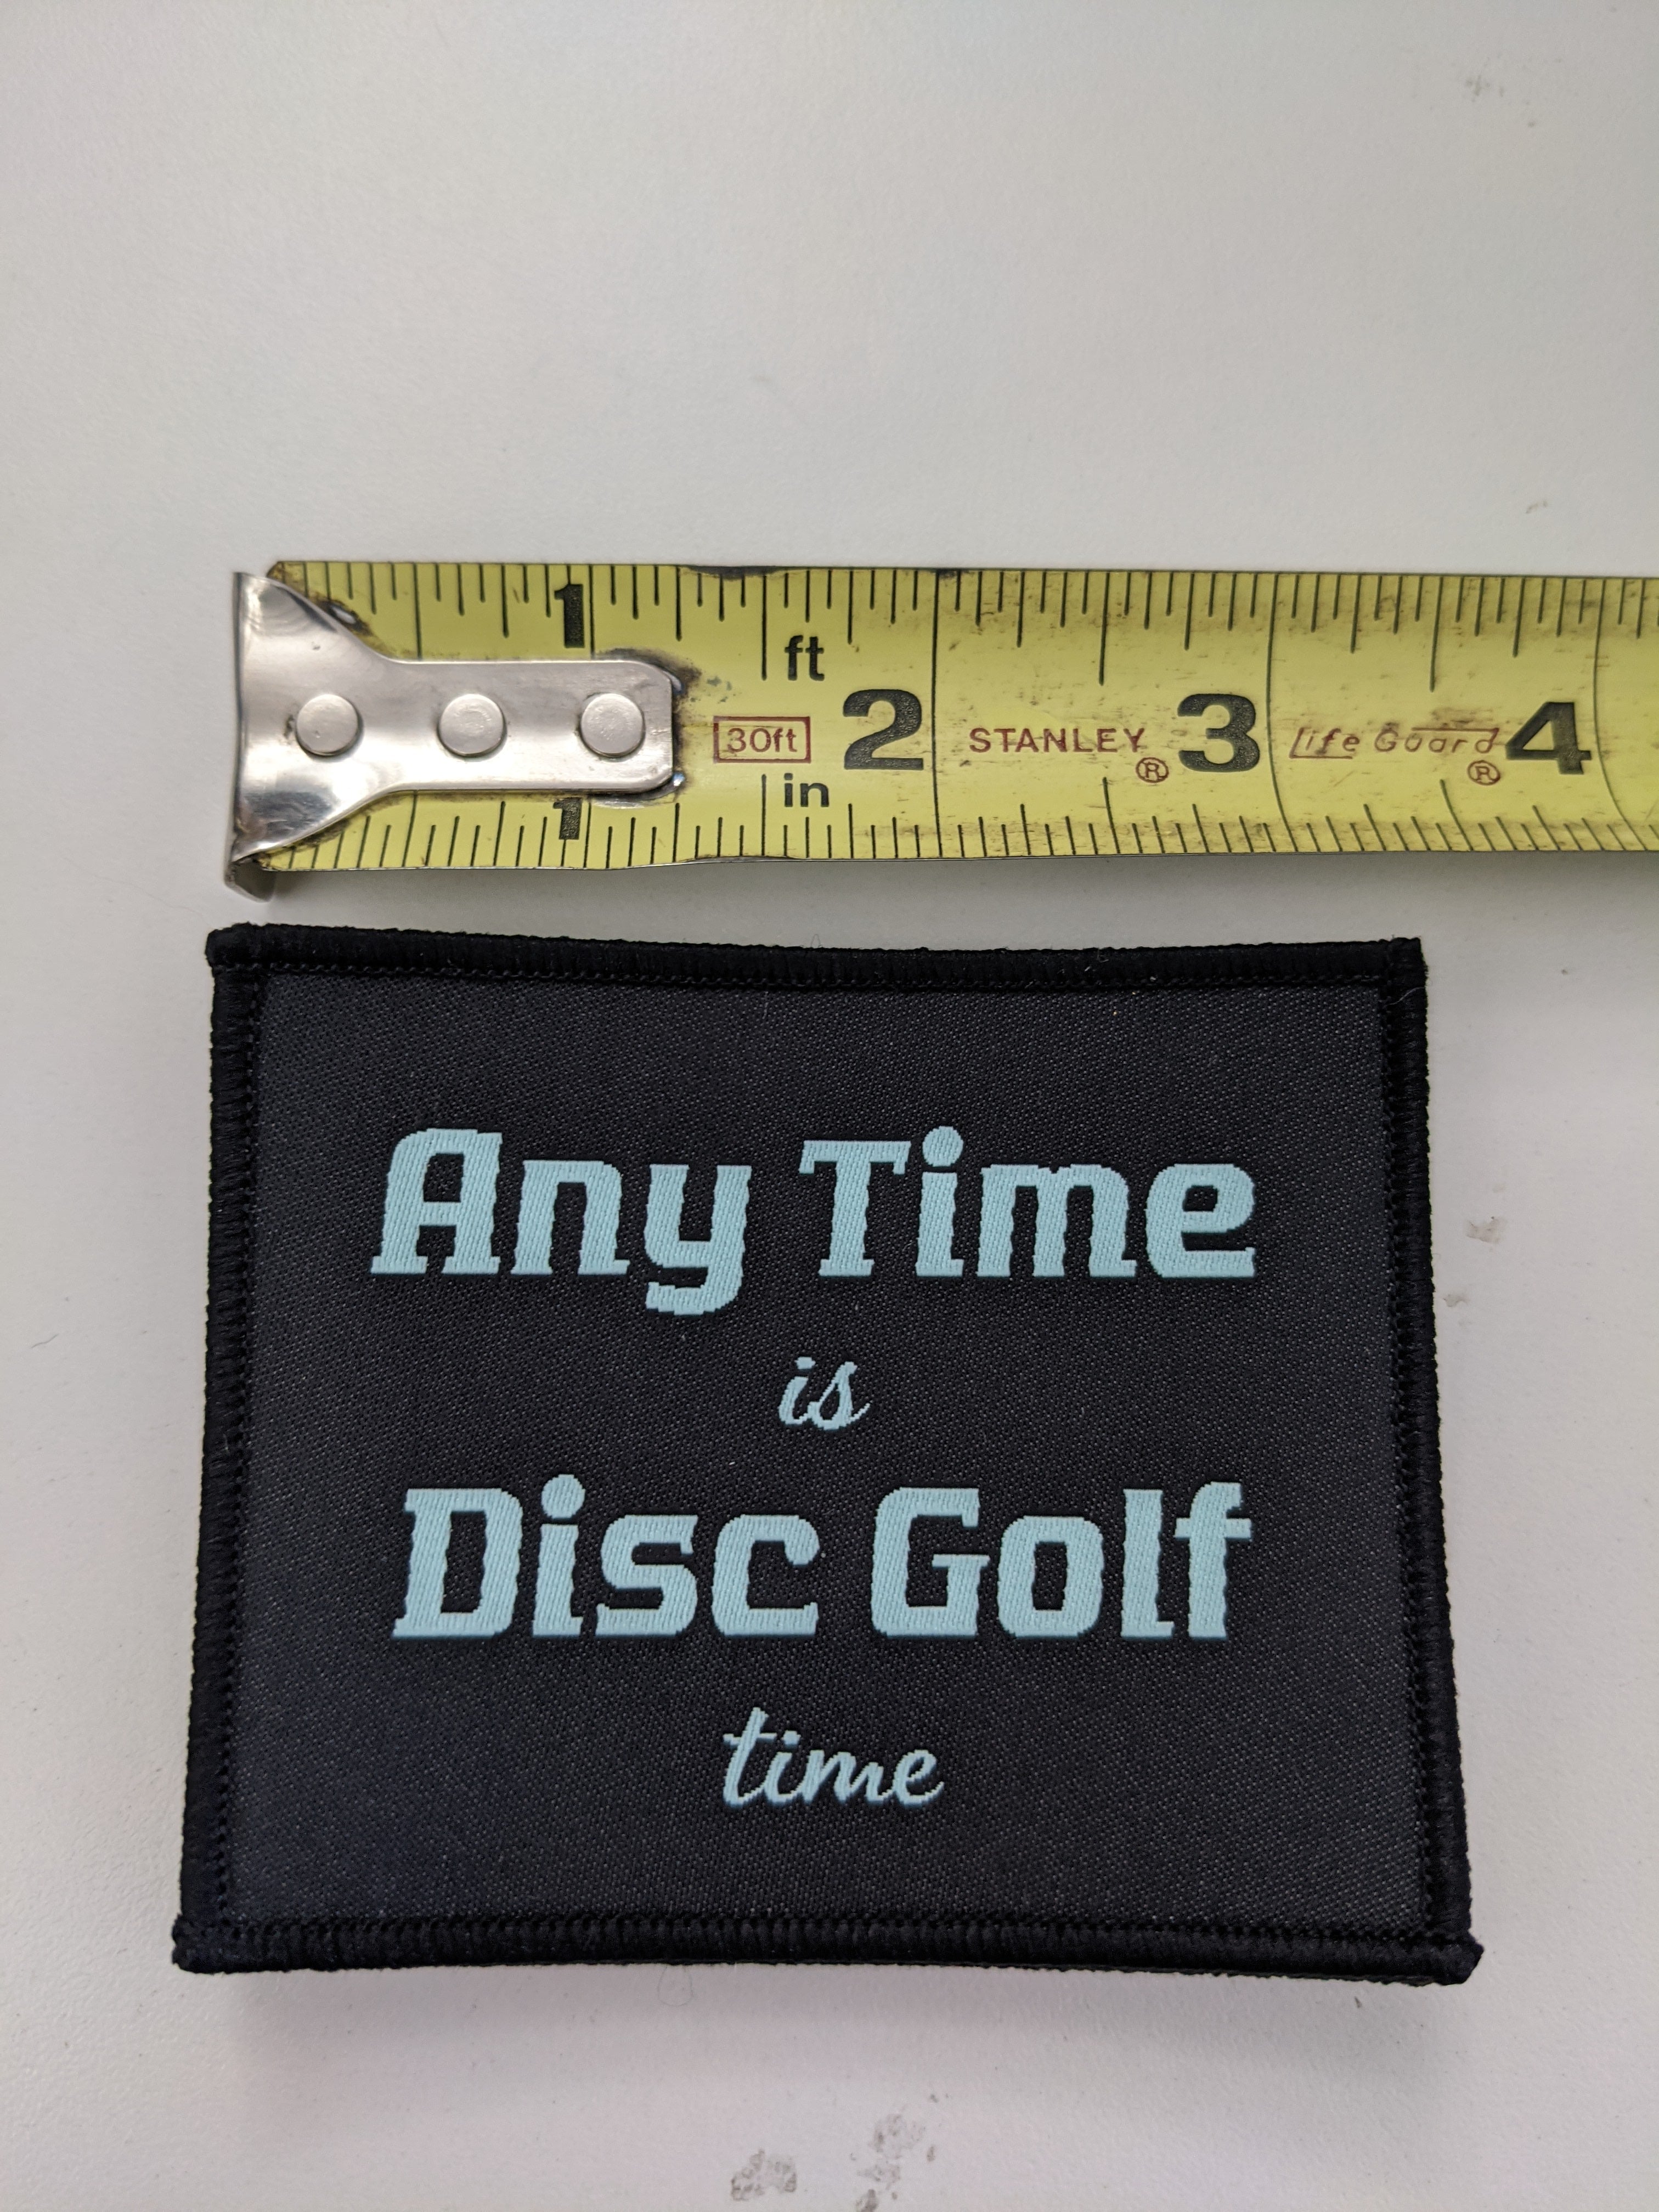 1
ft
30ft 2 STANLEY ® 3 Life Guard ® 4
in
1
Any Time
is
Disc Golf
time